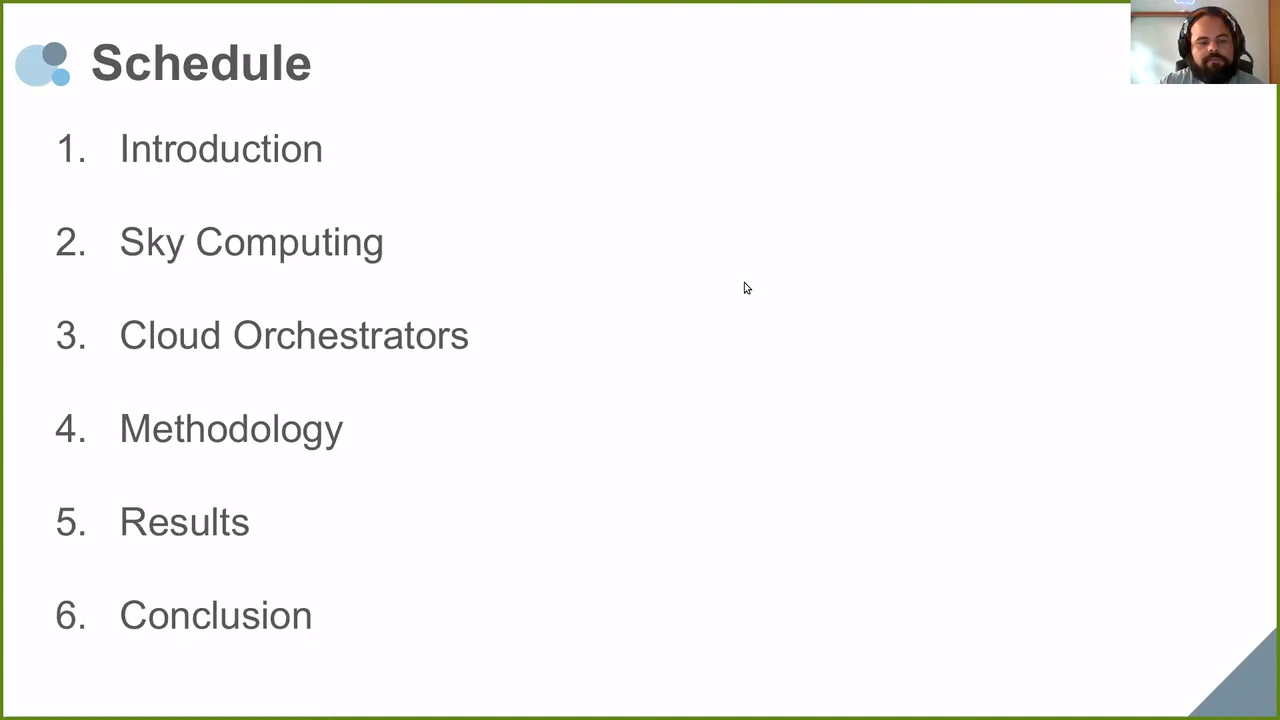 Schedule
1. Introduction
2. Sky Computing
3. Cloud Orchestrators
4. Methodology
5. Results
6. Conclusion